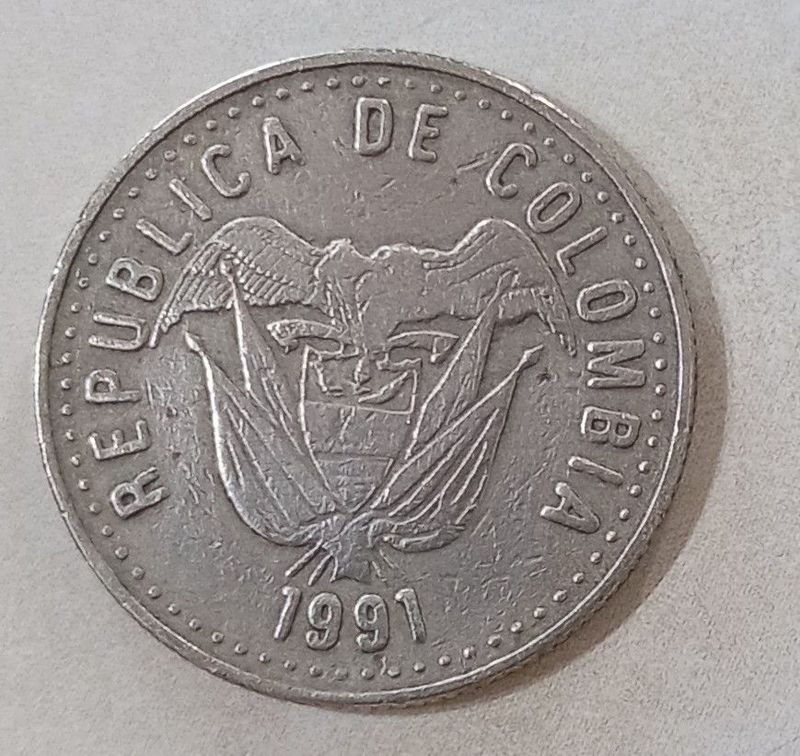 REPUBLICA DE COLOMBIA
1991